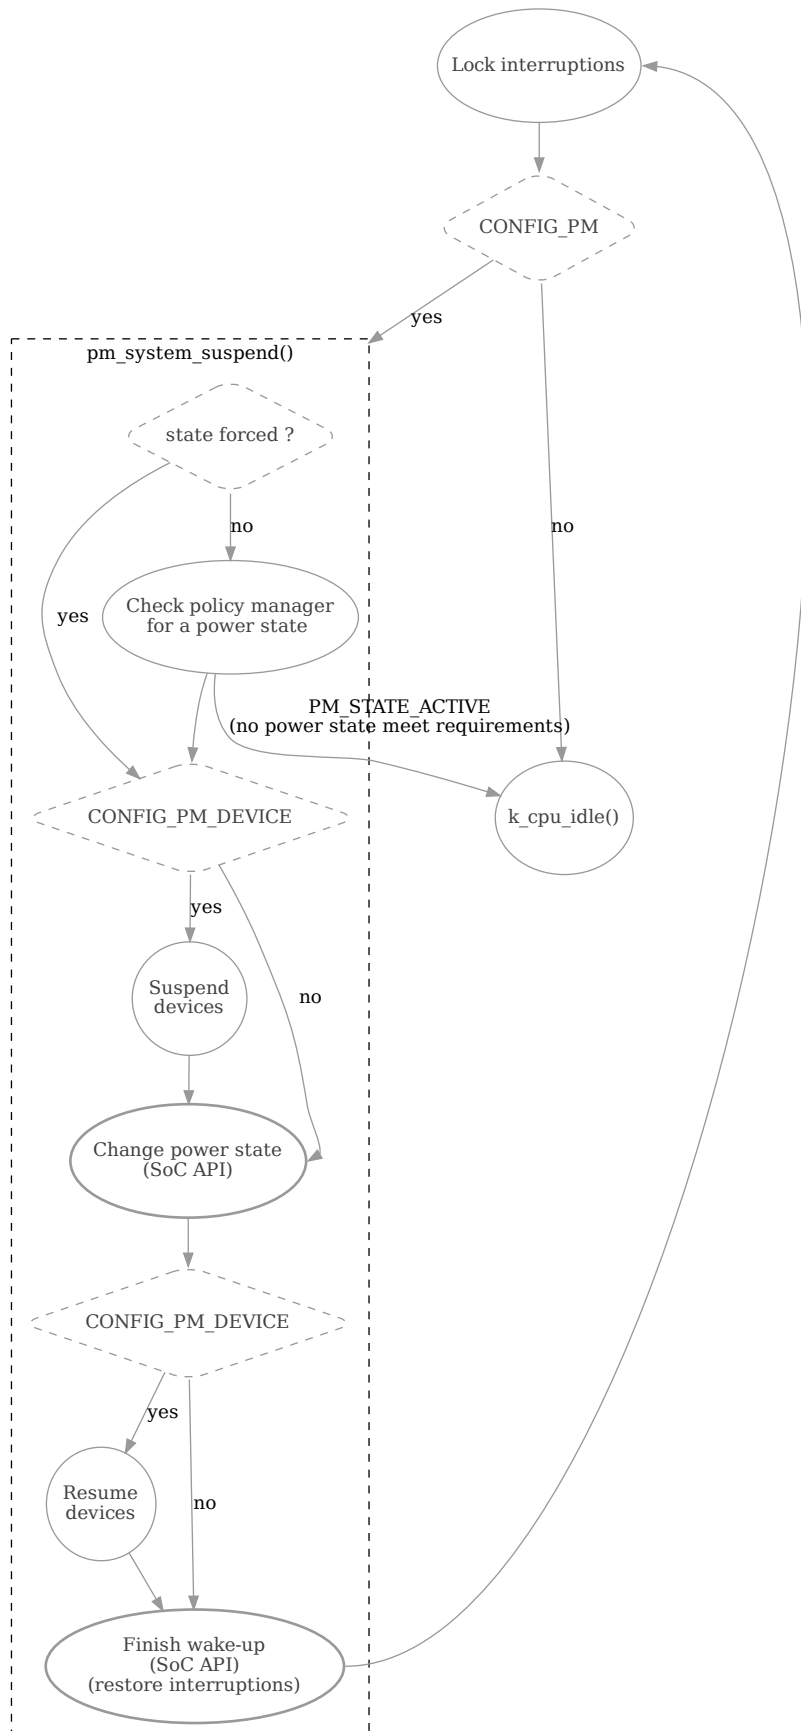 Lock interruptions
CONFIG_PM
yes
pm_system_suspend()
state forced ?
no
no
Check policy manager
for a power state
yes
PM_STATE_ACTIVE
(no power state meet requirements)
CONFIG_PM_DEVICE
k_cpu_idle()
yes
Suspend
devices
no
Change power state
(SoC API)
CONFIG_PM_DEVICE
yes
Resume
devices
no
Finish wake-up
(SoC API)
(restore interruptions)